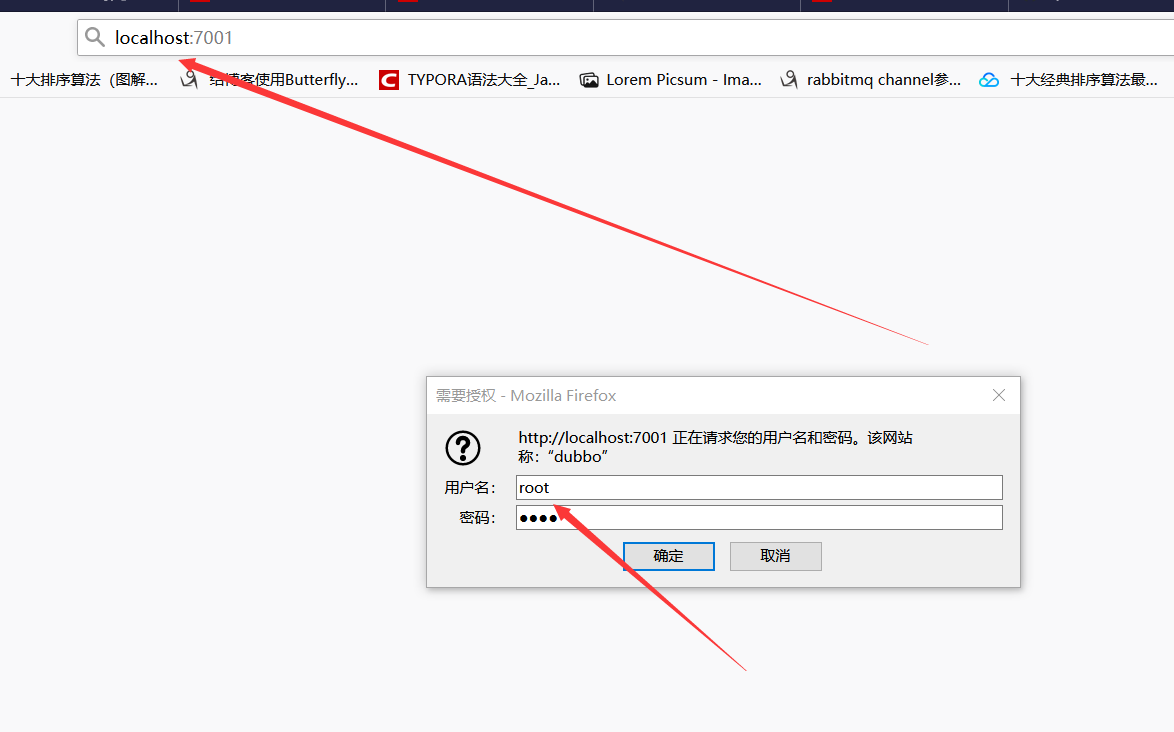 localhost:7001
十大排序算法（图解... 给博客使用Butterfly... TYPORA语法大全_Ja... Lorem Picsum - Ima... rabbitmq channel参... 十大经典排序算法最...
需要授权 - Mozilla Firefox
http://localhost:7001 正在请求您的用户名和密码。该网站
称：“dubbo”
用户名： root
密码： ●●●●
确定 取消